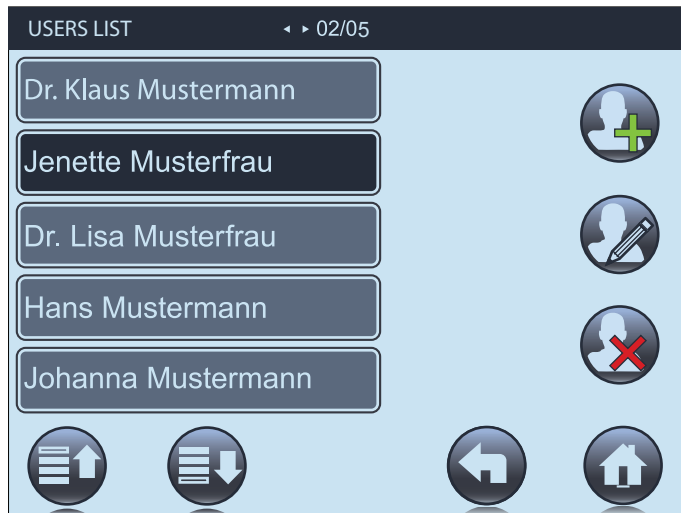 USERS LIST ◂ ▸ 02/05
Dr. Klaus Mustermann
Jenette Musterfrau
Dr. Lisa Musterfrau
Hans Mustermann
Johanna Mustermann